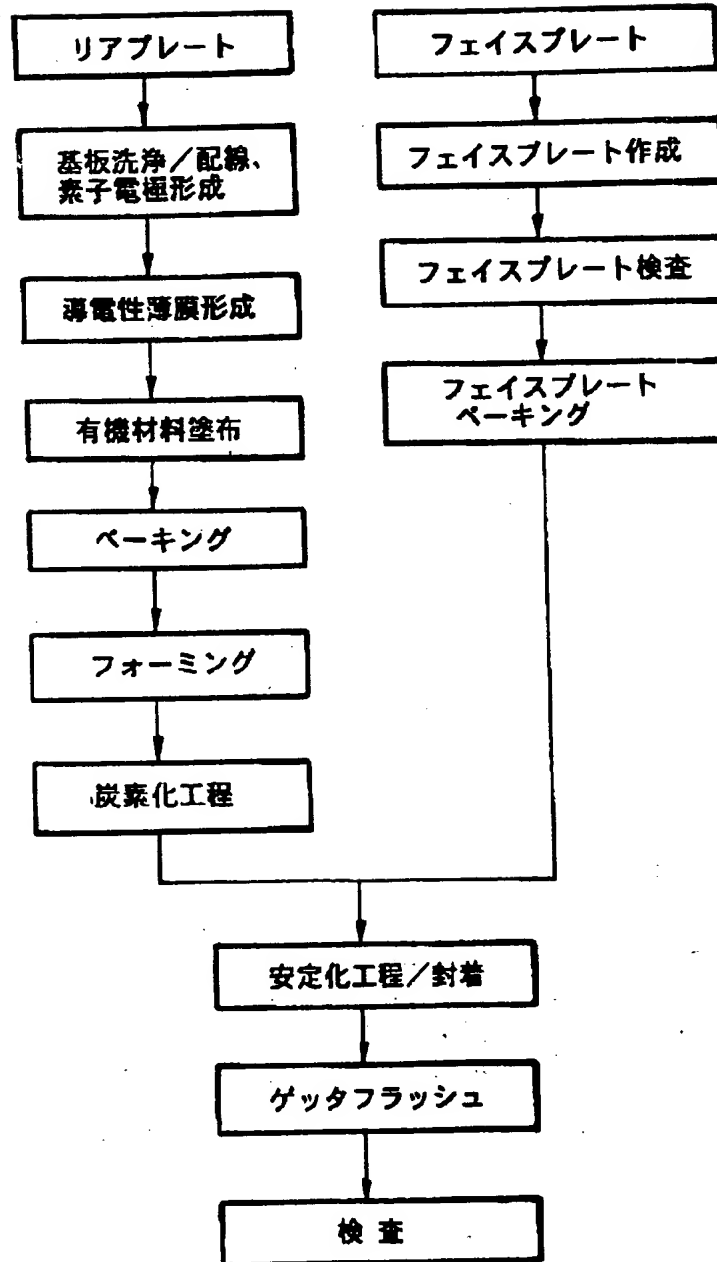 リアプレート
基板洗浄／配線、
素子電極形成
導電性薄膜形成
有機材料塗布
ベーキング
フォーミング
炭素化工程
フェイスプレート
フェイスプレート作成
フェイスプレート検査
フェイスプレート
ベーキング
安定化工程／封着
ゲッタフラッシュ
検査